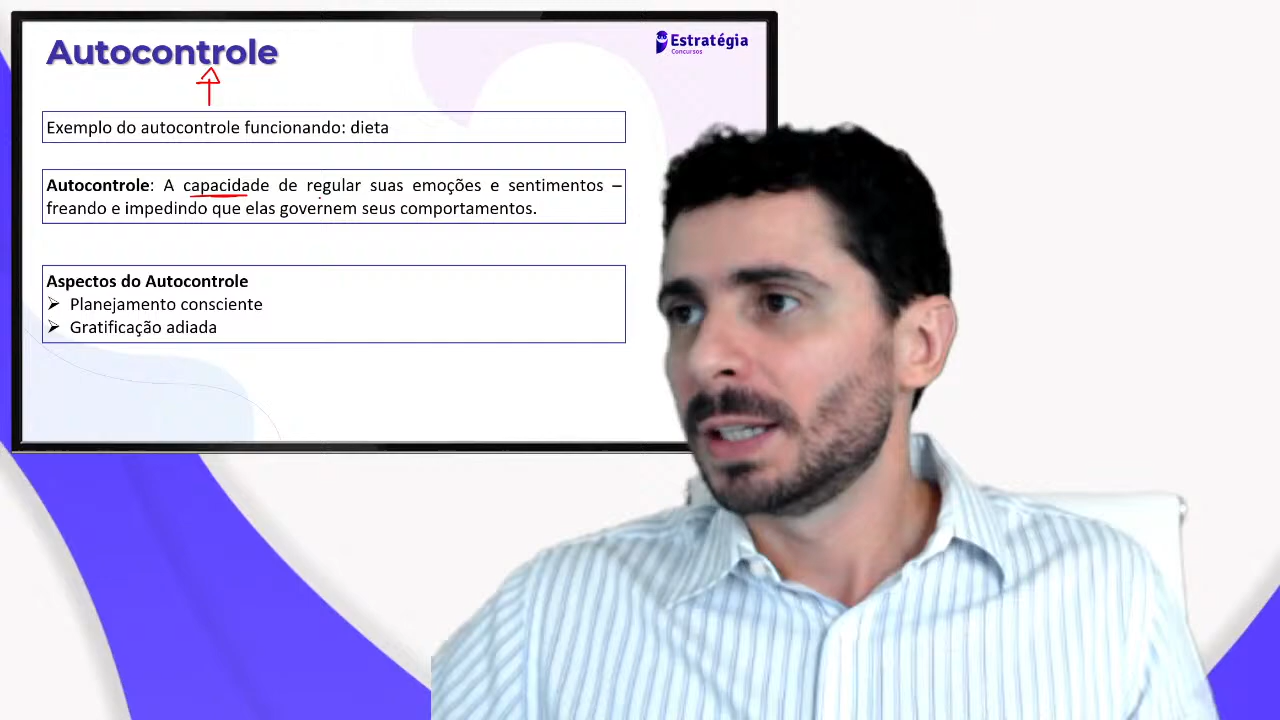 Autocontrole
Estratégia
Concursos
Exemplo do autocontrole funcionando: dieta
Autocontrole: A capacidade de regular suas emoções e sentimentos –
freando e impedindo que elas governem seus comportamentos.
Aspectos do Autocontrole
Planejamento consciente
Gratificação adiada